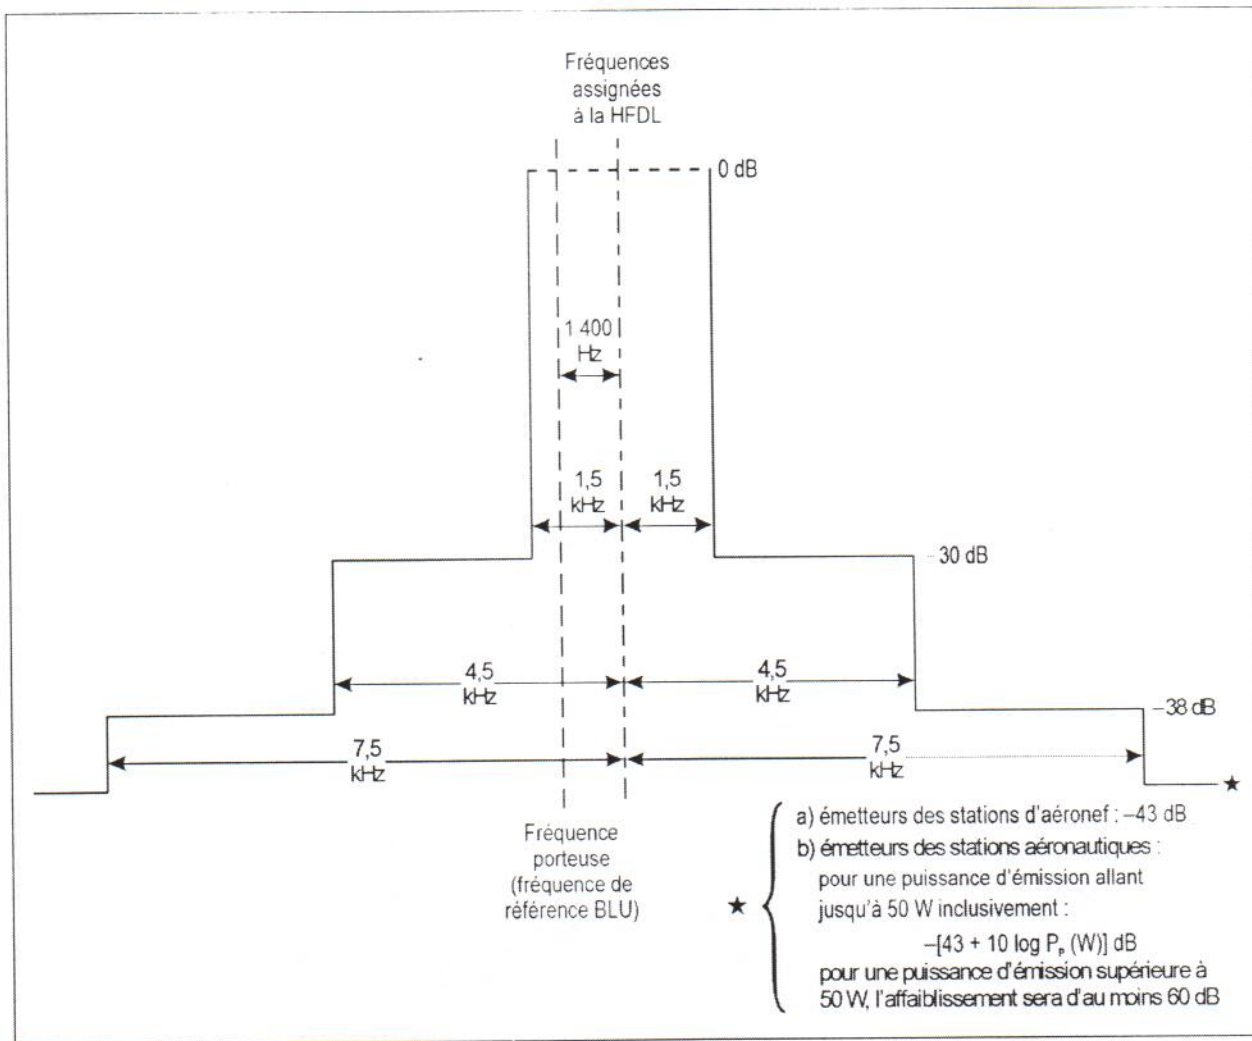 Fréquences
assignées
à la HFDL
0 dB
1 400
Hz
1,5
kHz
1,5
kHz
30 dB
4,5
kHz
4,5
kHz
–38 dB
7,5
kHz
7,5
kHz
★
Fréquence
porteuse
(fréquence de
référence BLU)
★
a) émetteurs des stations d'aéronef : –43 dB
b) émetteurs des stations aéronautiques :
pour une puissance d'émission allant
jusqu'à 50 W inclusivement :
–[43 + 10 log Pₚ (W)] dB
pour une puissance d'émission supérieure à
50 W, l'affaiblissement sera d'au moins 60 dB